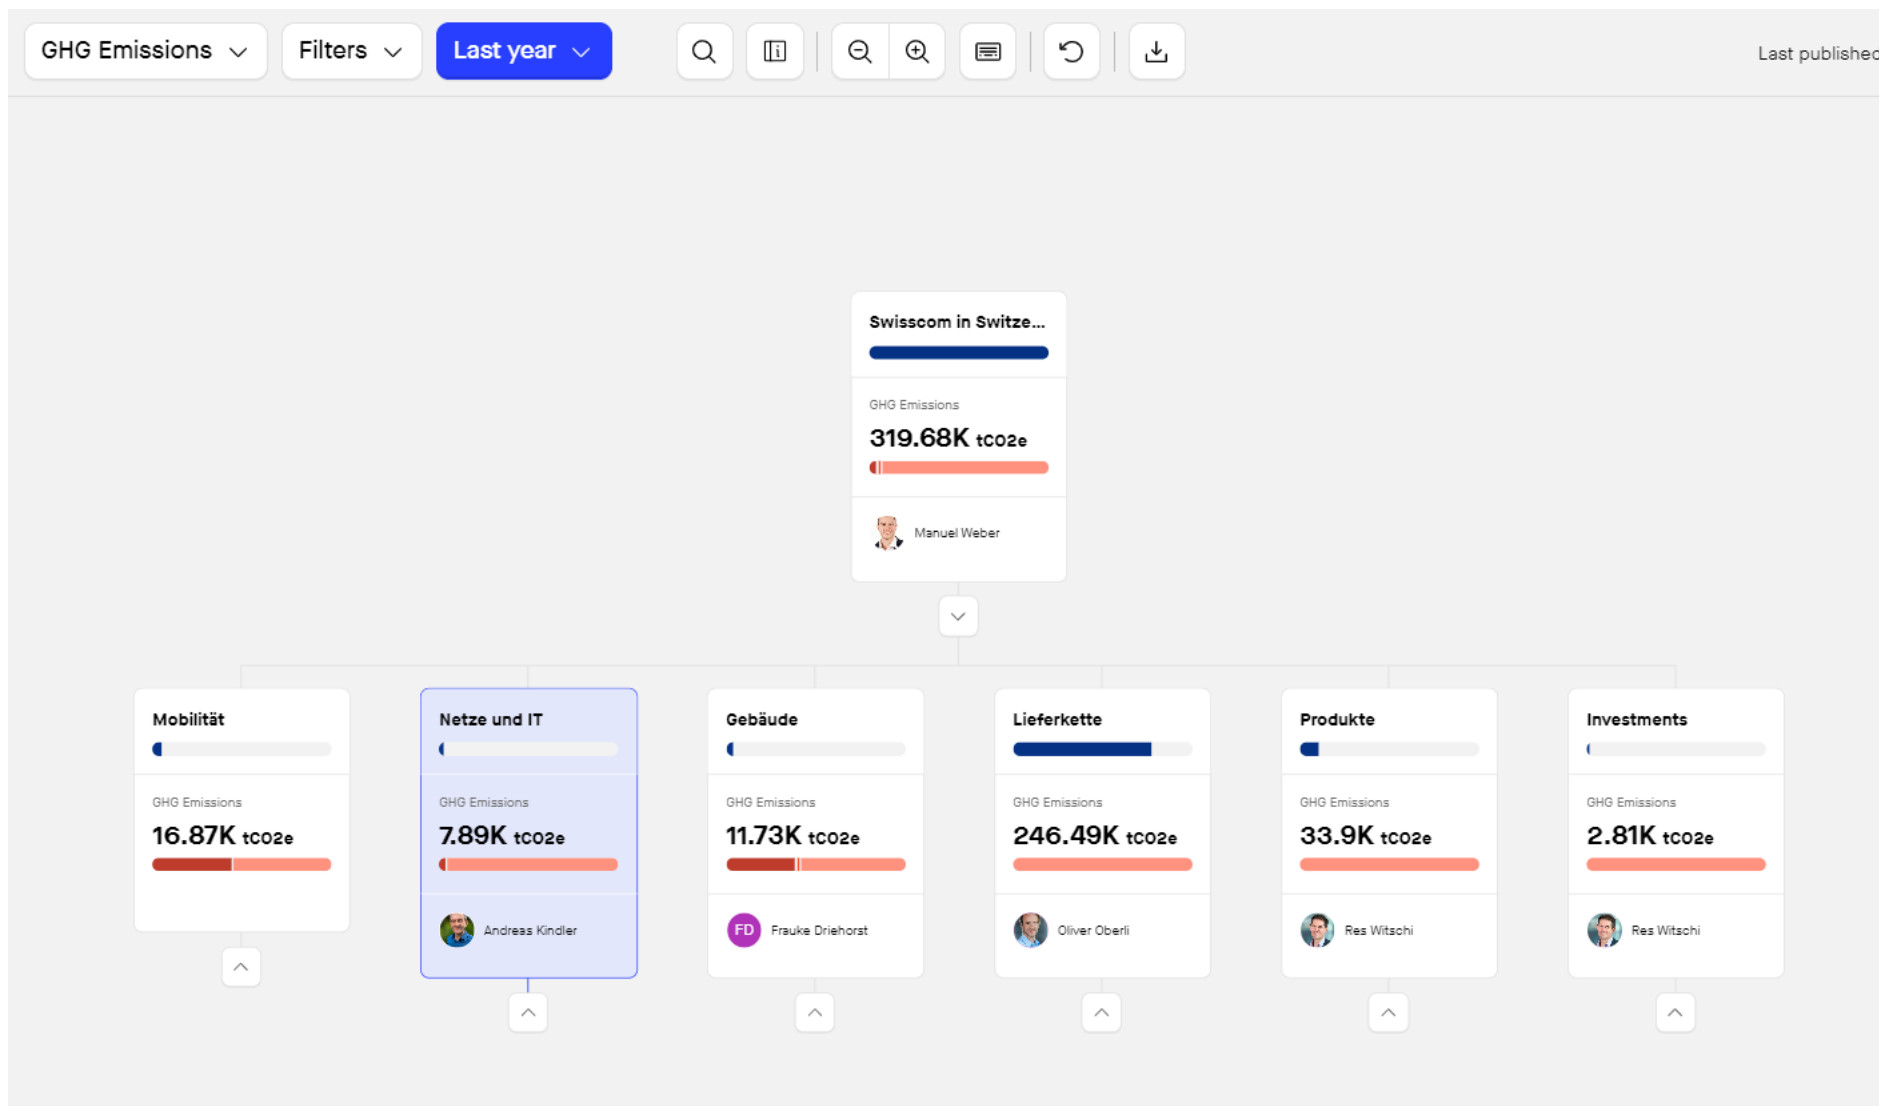 GHG Emissions
Filters
Last year
Last published
Swisscom in Switze...
GHG Emissions
319.68K tCO2e
Manuel Weber
Mobilität
GHG Emissions
16.87K tCO2e
Netze und IT
GHG Emissions
7.89K tCO2e
Andreas Kindler
Gebäude
GHG Emissions
11.73K tCO2e
FD Frauke Driehorst
Lieferkette
GHG Emissions
246.49K tCO2e
Oliver Oberli
Produkte
GHG Emissions
33.9K tCO2e
Res Witschi
Investments
GHG Emissions
2.81K tCO2e
Res Witschi